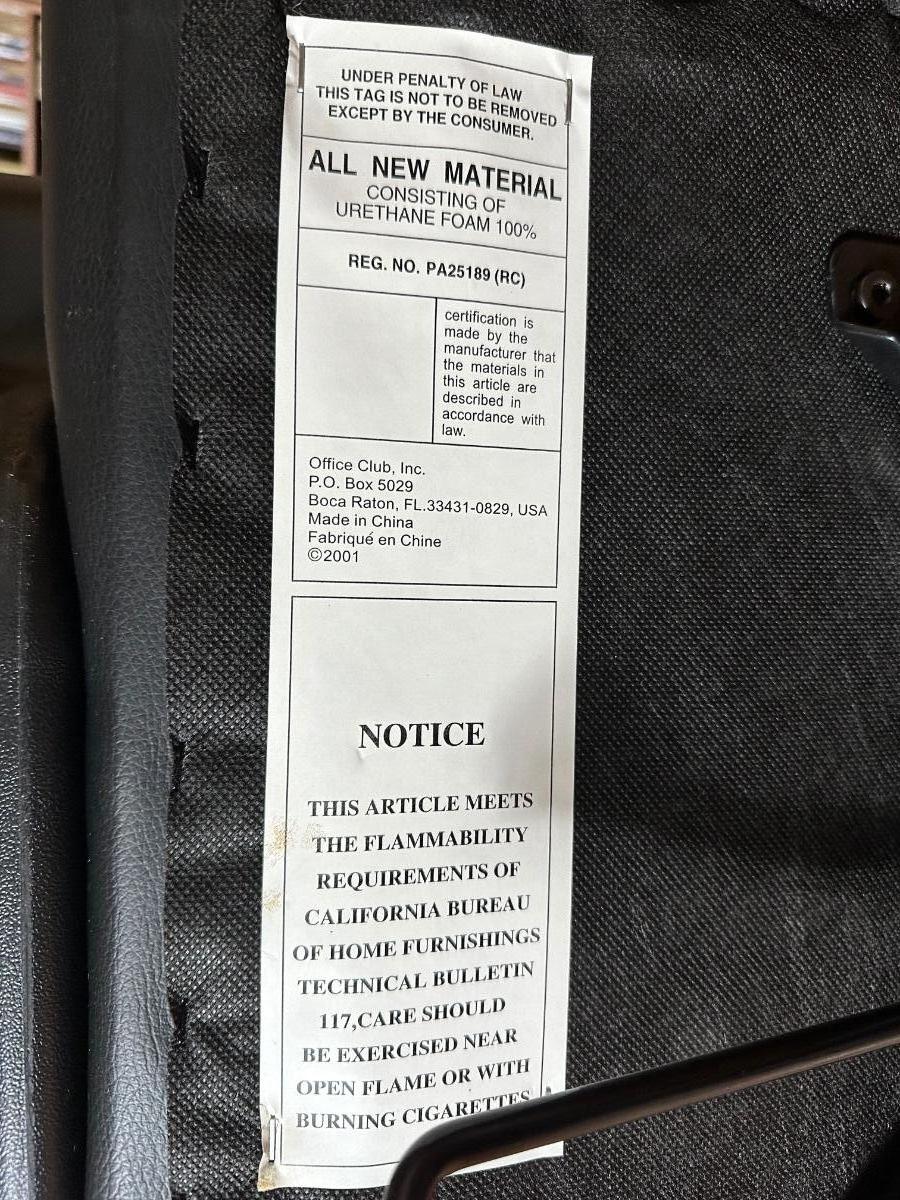 UNDER PENALTY OF LAW
THIS TAG IS NOT TO BE REMOVED
EXCEPT BY THE CONSUMER.
ALL NEW MATERIAL
CONSISTING OF
URETHANE FOAM 100%
REG. NO. PA25189 (RC)
certification is
made by the
manufacturer that
the materials in
this article are
described in
accordance with
law.
Office Club, Inc.
P.O. Box 5029
Boca Raton, FL.33431-0829, USA
Made in China
Fabriqué en Chine
©2001
NOTICE
THIS ARTICLE MEETS
THE FLAMMABILITY
REQUIREMENTS OF
CALIFORNIA BUREAU
OF HOME FURNISHINGS
TECHNICAL BULLETIN
117,CARE SHOULD
BE EXERCISED NEAR
OPEN FLAME OR WITH
BURNING CIGARETTES